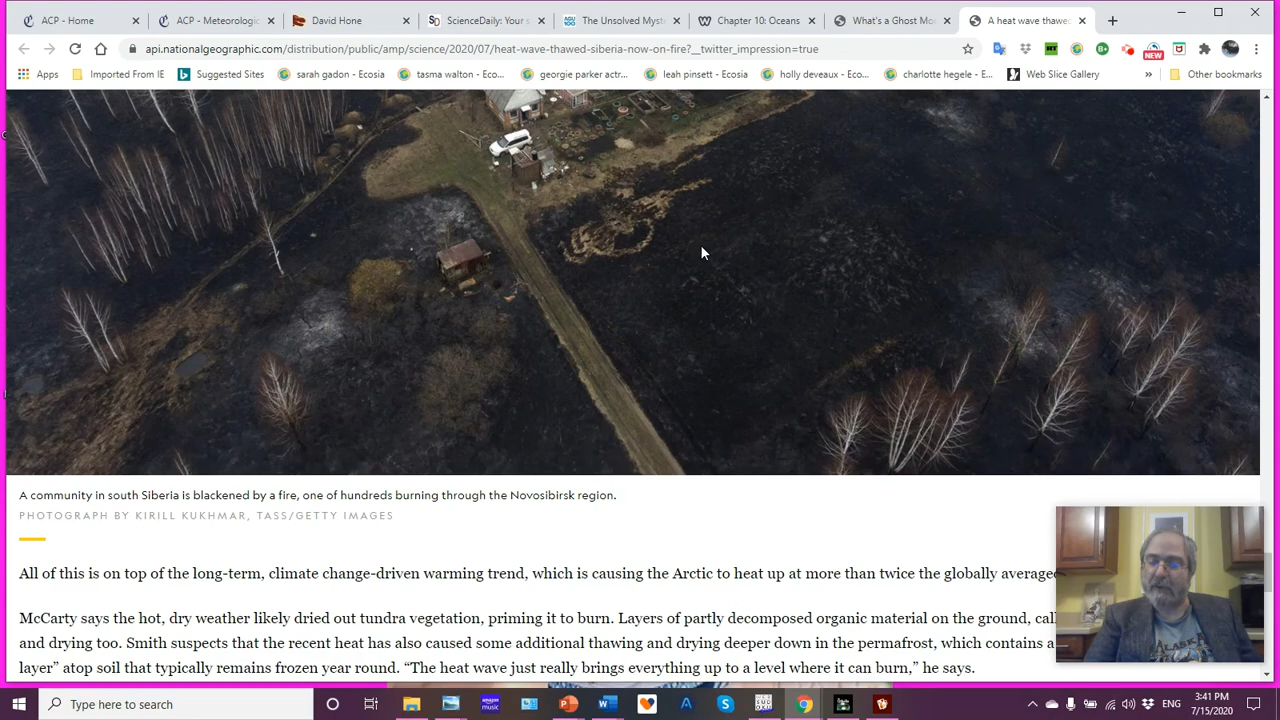 ACP - Home
ACP - Meteorologic
David Hone
ScienceDaily: Your s
The Unsolved Myst
Chapter 10: Oceans
What's a Ghost Mo
A heat wave thawed
api.nationalgeographic.com/distribution/public/amp/science/2020/07/heat-wave-thawed-siberia-now-on-fire?__twitter_impression=true
Apps
Imported From IE
Suggested Sites
sarah gadon - Ecosia
tasma walton - Eco...
georgie parker actr...
leah pinsett - Ecosia
holly deveaux - Eco...
charlotte hegele - E...
Web Slice Gallery
Other bookmarks
A community in south Siberia is blackened by a fire, one of hundreds burning through the Novosibirsk region.
PHOTOGRAPH BY KIRILL KUKHMAR, TASS/GETTY IMAGES
All of this is on top of the long-term, climate change-driven warming trend, which is causing the Arctic to heat up at more than twice the globally averaged
McCarty says the hot, dry weather likely dried out tundra vegetation, priming it to burn. Layers of partly decomposed organic material on the ground, cal
and drying too. Smith suspects that the recent heat has also caused some additional thawing and drying deeper down in the permafrost, which contains a
layer” atop soil that typically remains frozen year round. “The heat wave just really brings everything up to a level where it can burn,” he says.
Type here to search
ENG
3:41 PM
7/15/2020